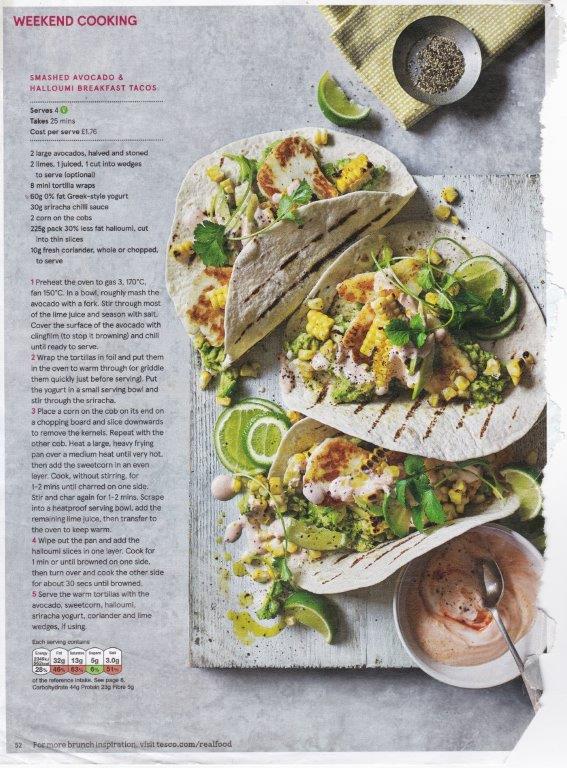 WEEKEND COOKING
SMASHED AVOCADO &
HALLOUMI BREAKFAST TACOS
Serves 4 V
Takes 25 mins
Cost per serve £1.76
2 large avocados, halved and stoned
2 limes, 1 juiced, 1 cut into wedges
to serve (optional)
8 mini tortilla wraps
60g 0% fat Greek-style yogurt
30g sriracha chilli sauce
2 corn on the cobs
225g pack 30% less fat halloumi, cut
into thin slices
10g fresh coriander, whole or chopped,
to serve
1 Preheat the oven to gas 3, 170°C,
fan 150°C. In a bowl, roughly mash the
avocado with a fork. Stir through most
of the lime juice and season with salt.
Cover the surface of the avocado with
clingfilm (to stop it browning) and chill
until ready to serve.
2 Wrap the tortillas in foil and put them
in the oven to warm through (or griddle
them quickly just before serving). Put
the yogurt in a small serving bowl and
stir through the sriracha.
3 Place a corn on the cob on its end on
a chopping board and slice downwards
to remove the kernels. Repeat with the
other cob. Heat a large, heavy frying
pan over a medium heat until very hot,
then add the sweetcorn in an even
layer. Cook, without stirring, for
1-2 mins until charred on one side.
Stir and char again for 1-2 mins. Scrape
into a heatproof serving bowl, add the
remaining lime juice, then transfer to
the oven to keep warm.
4 Wipe out the pan and add the
halloumi slices in one layer. Cook for
1 min or until browned on one side,
then turn over and cook the other side
for about 30 secs until browned.
5 Serve the warm tortillas with the
avocado, sweetcorn, halloumi,
sriracha yogurt, coriander and lime
wedges, if using.
Each serving contains
Energy Fat Saturates Sugars Salt
32g 13g 5g 3.0g
28% 46% 63% 6% 51%
of the reference intake. See page 6.
Carbohydrate 44g Protein 23g Fibre 5g
52 For more brunch inspiration, visit tesco.com/realfood